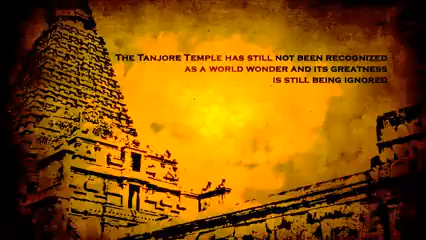 The Tanjore Temple has still not been recognized
as a world wonder and its greatness
is still being ignored